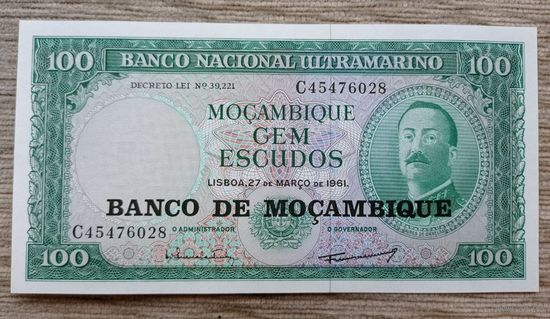 100 BANCO NACIONAL ULTRAMARINO 100
DECRETO LEI Nº 39,221 C45476028
MOÇAMBIQUE
CEM
ESCUDOS
LISBOA, 27 DE MARÇO DE 1961.
BANCO DE MOÇAMBIQUE
C45476028 O ADMINISTRADOR O GOVERNADOR
100 100